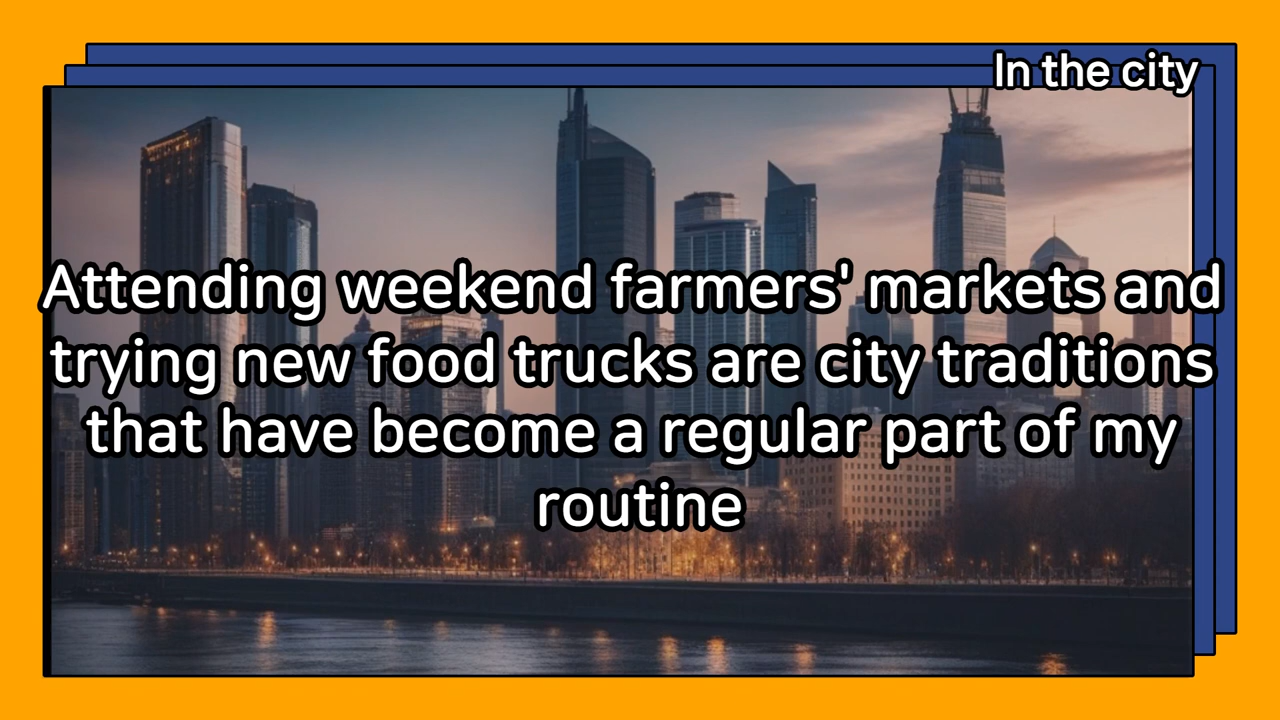 In the city
Attending weekend farmers' markets and
trying new food trucks are city traditions
that have become a regular part of my
routine